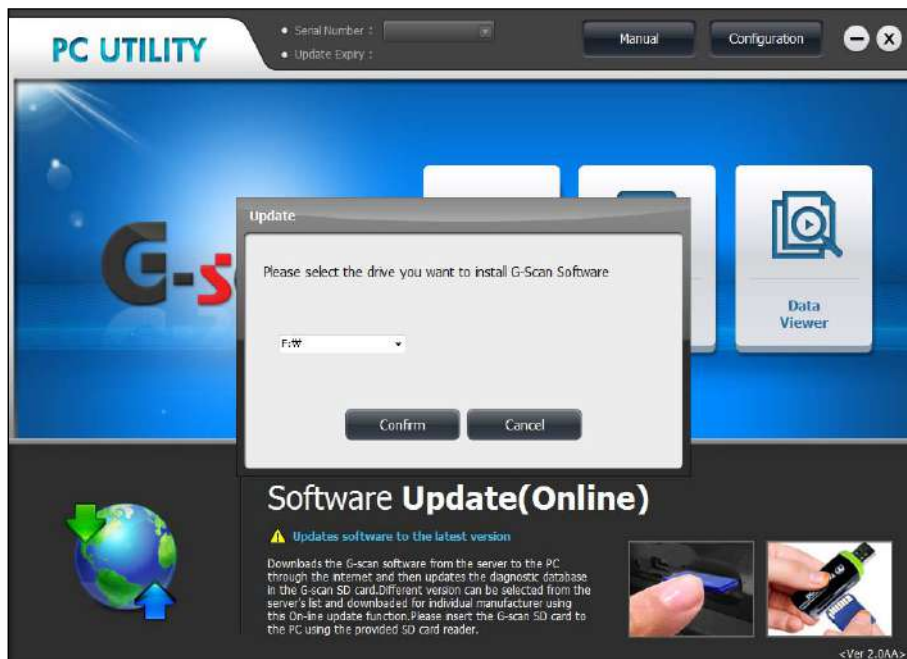 PC UTILITY
Serial Number :
Update Expiry :
Manual
Configuration
G-s
Update
Please select the drive you want to install G-Scan Software
F:₩
Confirm
Cancel
Data
Viewer
Software Update(Online)
Updates software to the latest version
Downloads the G-scan software from the server to the PC
through the internet and then updates the diagnostic database
in the G-scan SD card.Different version can be selected from the
server's list and downloaded for individual manufacturer using
this On-line update function.Please insert the G-scan SD card to
the PC using the provided SD card reader.
<Ver 2.0AA>